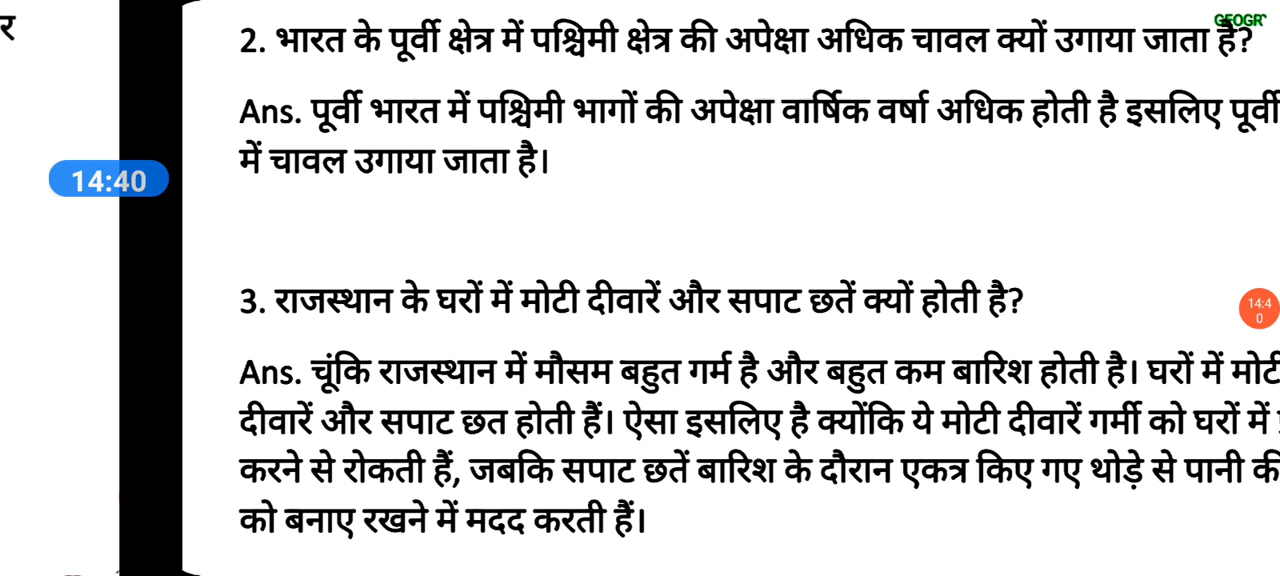 र
GEOGR
2. भारत के पूर्वी क्षेत्र में पश्चिमी क्षेत्र की अपेक्षा अधिक चावल क्यों उगाया जाता है?
Ans. पूर्वी भारत में पश्चिमी भागों की अपेक्षा वार्षिक वर्षा अधिक होती है इसलिए पूर्वी
में चावल उगाया जाता है।
14:40
3. राजस्थान के घरों में मोटी दीवारें और सपाट छतें क्यों होती है?
14:4
0
Ans. चूंकि राजस्थान में मौसम बहुत गर्म है और बहुत कम बारिश होती है। घरों में मोटी
दीवारें और सपाट छत होती हैं। ऐसा इसलिए है क्योंकि ये मोटी दीवारें गर्मी को घरों में
करने से रोकती हैं, जबकि सपाट छतें बारिश के दौरान एकत्र किए गए थोड़े से पानी की
को बनाए रखने में मदद करती हैं।